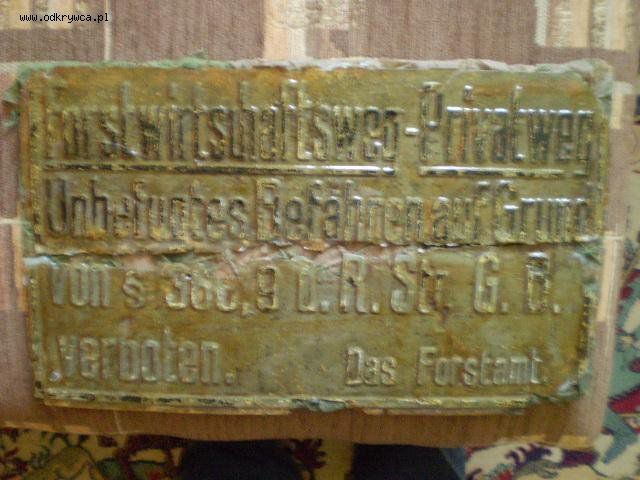 www.odkrywca.pl
Forstwirtschaftsweg-Privatweg
Unbefugtes Befahren auf Grund
von § 368,9 d. R. Str. G. B.
verboten. Das Forstamt.